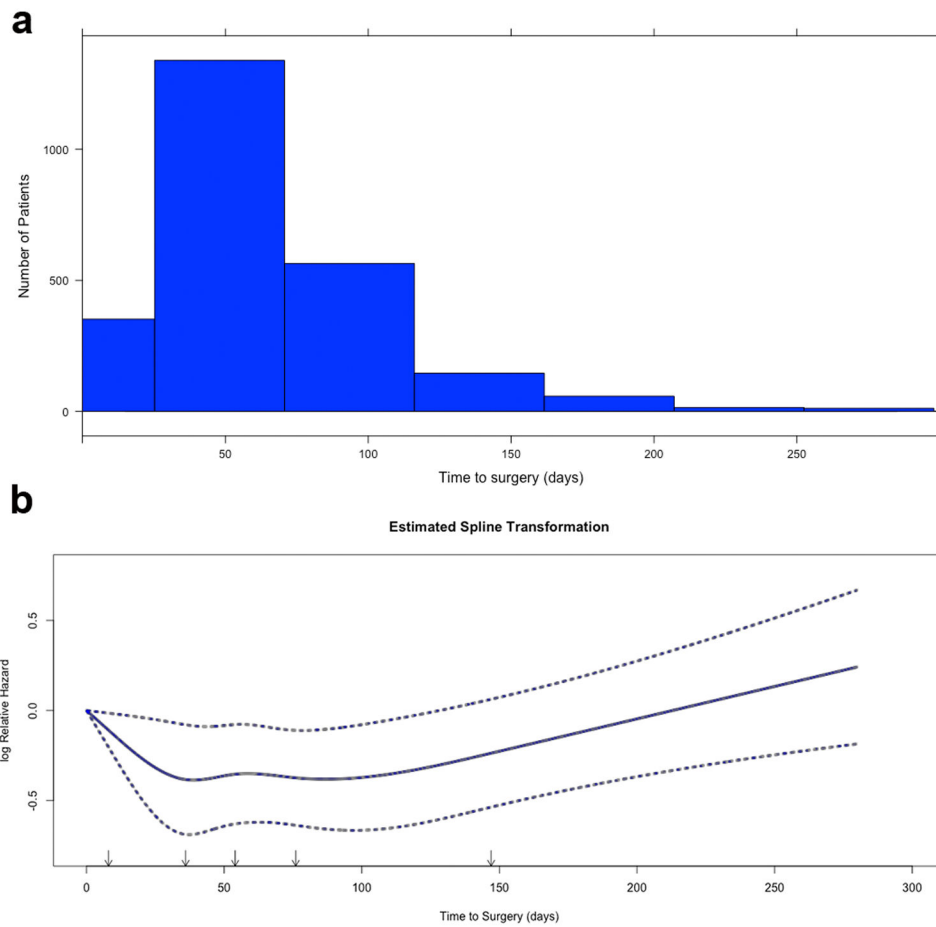 a
Number of Patients
1000
500
0
50 100 150 200 250
Time to surgery (days)
b
Estimated Spline Transformation
log Relative Hazard
0.5
0.0
-0.5
0 50 100 150 200 250 300
Time to Surgery (days)